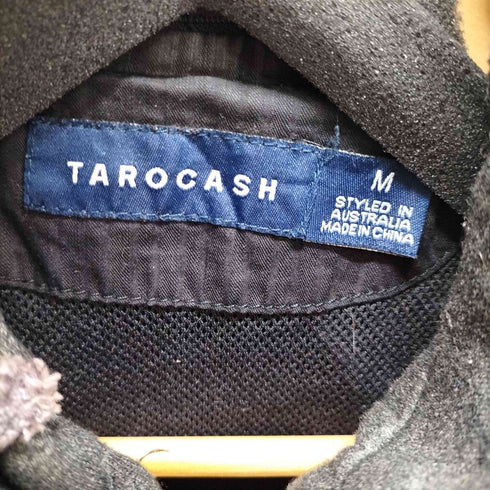 TAROCASH
M
STYLED IN
AUSTRALIA
MADE IN CHINA